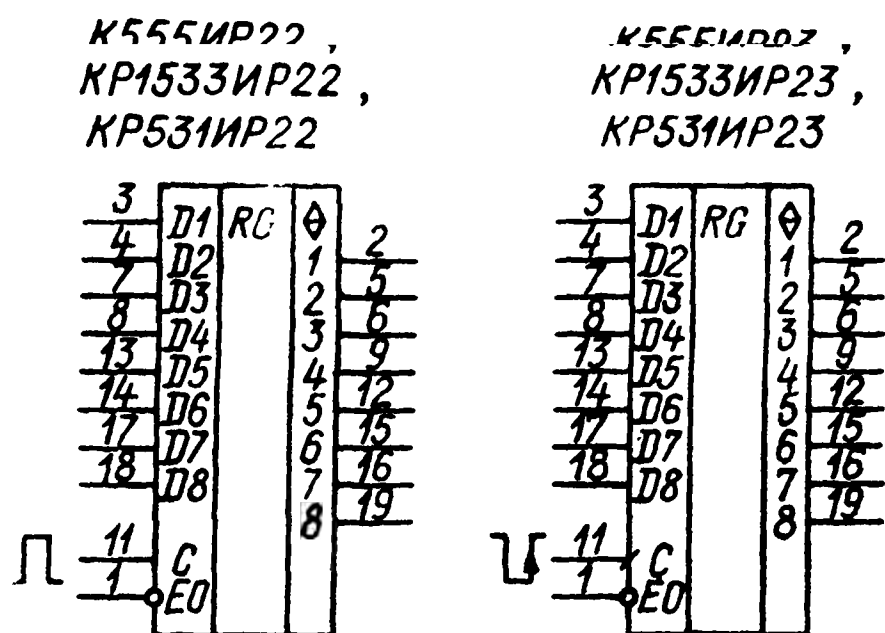 К555ИР22,
КР1533ИР22,
КР531ИР22
3 D1 RG
4 D2 1 2
7 D3 2 5
8 D4 3 6
13 D5 4 9
14 D6 5 12
17 D7 6 15
18 D8 7 16
8 19
11 C
1 EO
К555ИР23,
КР1533ИР23,
КР531ИР23
3 D1 RG
4 D2 1 2
7 D3 2 5
8 D4 3 6
13 D5 4 9
14 D6 5 12
17 D7 6 15
18 D8 7 16
8 19
11 C
1 EO